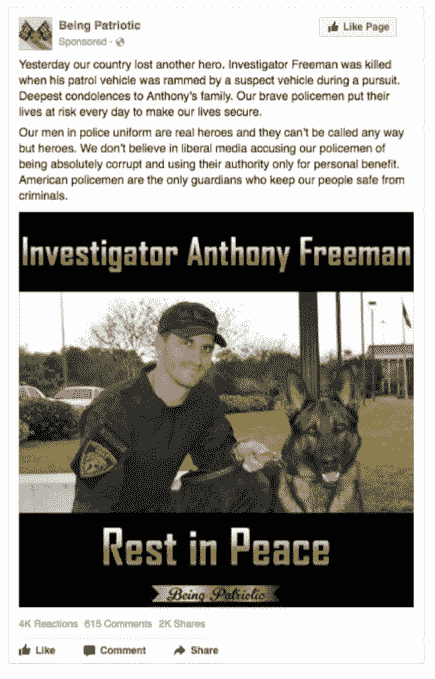 Being Patriotic
Like Page
Sponsored ·
Yesterday our country lost another hero. Investigator Freeman was killed
when his patrol vehicle was rammed by a suspect vehicle during a pursuit.
Deepest condolences to Anthony's family. Our brave policemen put their
lives at risk every day to make our lives secure.
Our men in police uniform are real heroes and they can't be called any way
but heroes. We don't believe in liberal media accusing our policemen of
being absolutely corrupt and using their authority only for personal benefit.
American policemen are the only guardians who keep our people safe from
criminals.
Investigator Anthony Freeman
Rest in Peace
Being Patriotic
4K Reactions 615 Comments 2K Shares
Like Comment Share